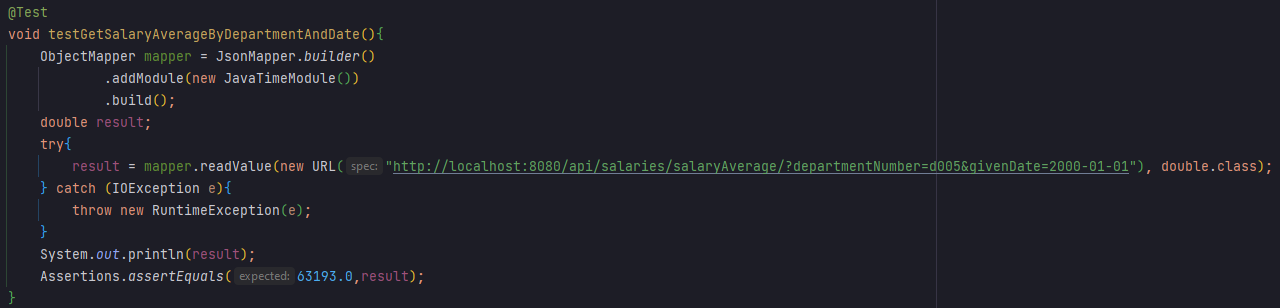 @Test
void testGetSalaryAverageByDepartmentAndDate(){
    ObjectMapper mapper = JsonMapper.builder()
            .addModule(new JavaTimeModule())
            .build();
    double result;
    try{
        result = mapper.readValue(new URL( spec: "http://localhost:8080/api/salaries/salaryAverage/?departmentNumber=d005&givenDate=2000-01-01"), double.class);
    } catch (IOException e){
        throw new RuntimeException(e);
    }
    System.out.println(result);
    Assertions.assertEquals( expected: 63193.0,result);
}